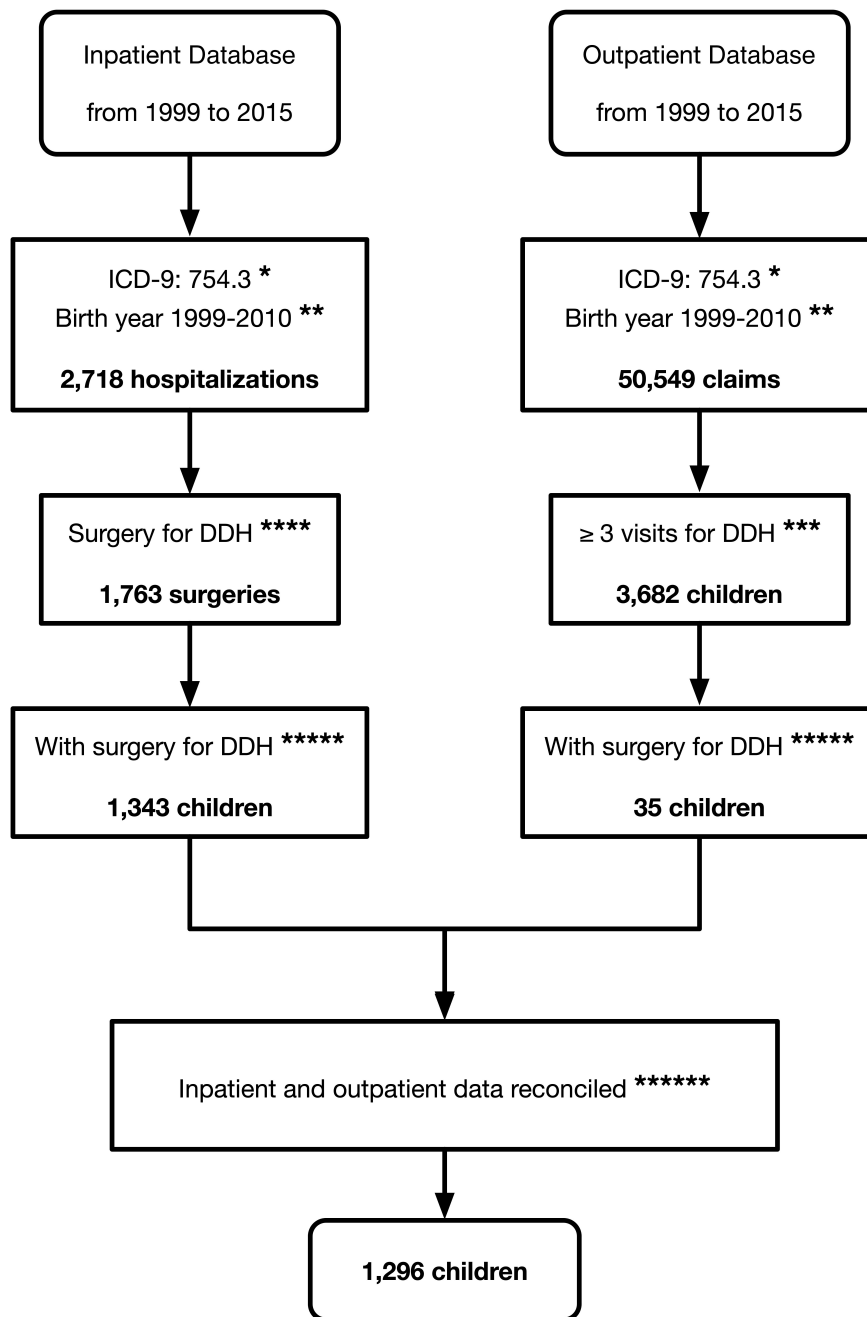 Inpatient Database
from 1999 to 2015
Outpatient Database
from 1999 to 2015
ICD-9: 754.3 *
Birth year 1999-2010 **
2,718 hospitalizations
ICD-9: 754.3 *
Birth year 1999-2010 **
50,549 claims
Surgery for DDH ****
1,763 surgeries
≥ 3 visits for DDH ***
3,682 children
With surgery for DDH *****
1,343 children
With surgery for DDH *****
35 children
Inpatient and outpatient data reconciled ******
1,296 children